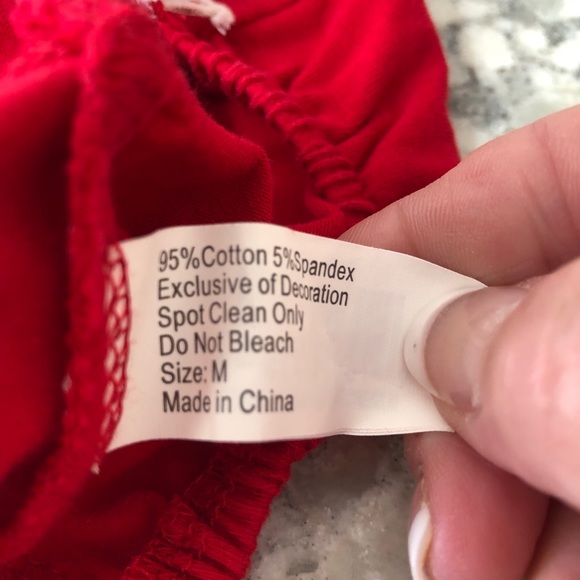 95%Cotton 5%Spandex
Exclusive of Decoration
Spot Clean Only
Do Not Bleach
Size: M
Made in China